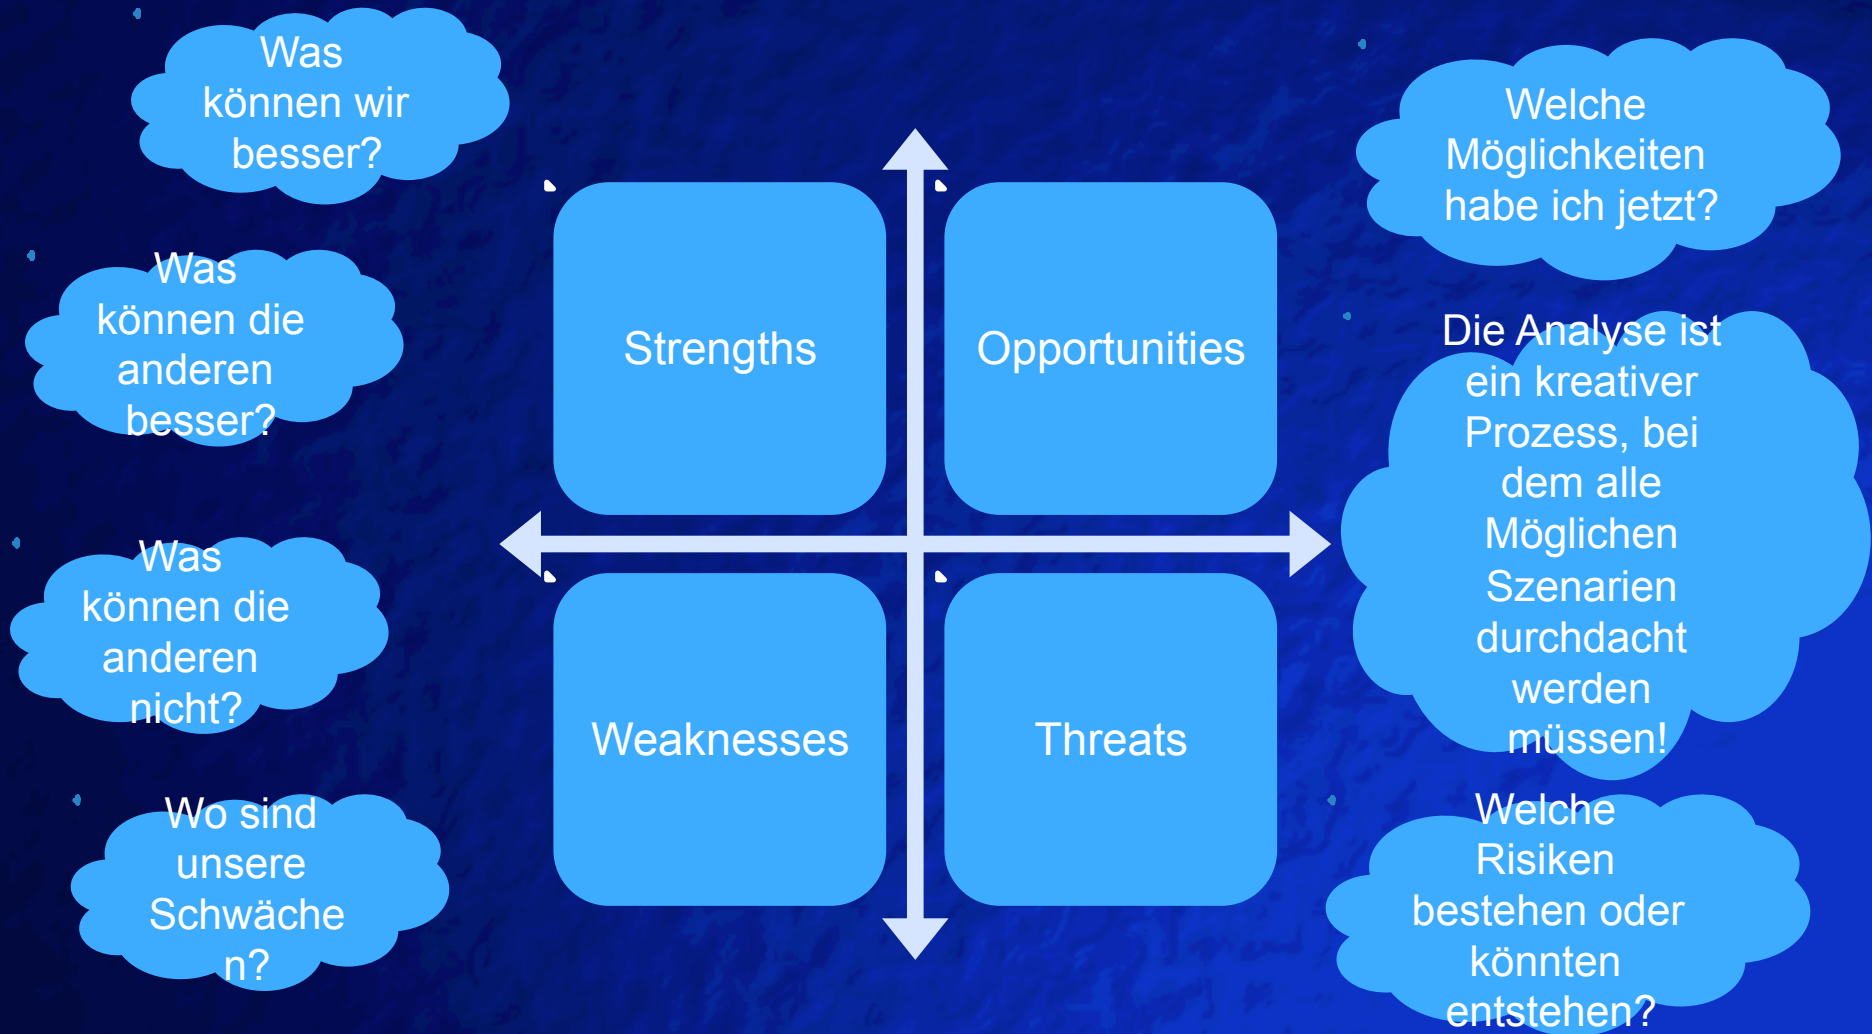 Was
können wir
besser?
Was
können die
anderen
besser?
Was
können die
anderen
nicht?
Wo sind
unsere
Schwäche
n?
Strengths
Opportunities
Weaknesses
Threats
Welche
Möglichkeiten
habe ich jetzt?
Die Analyse ist
ein kreativer
Prozess, bei
dem alle
Möglichen
Szenarien
durchdacht
werden
müssen!
Welche
Risiken
bestehen oder
könnten
entstehen?